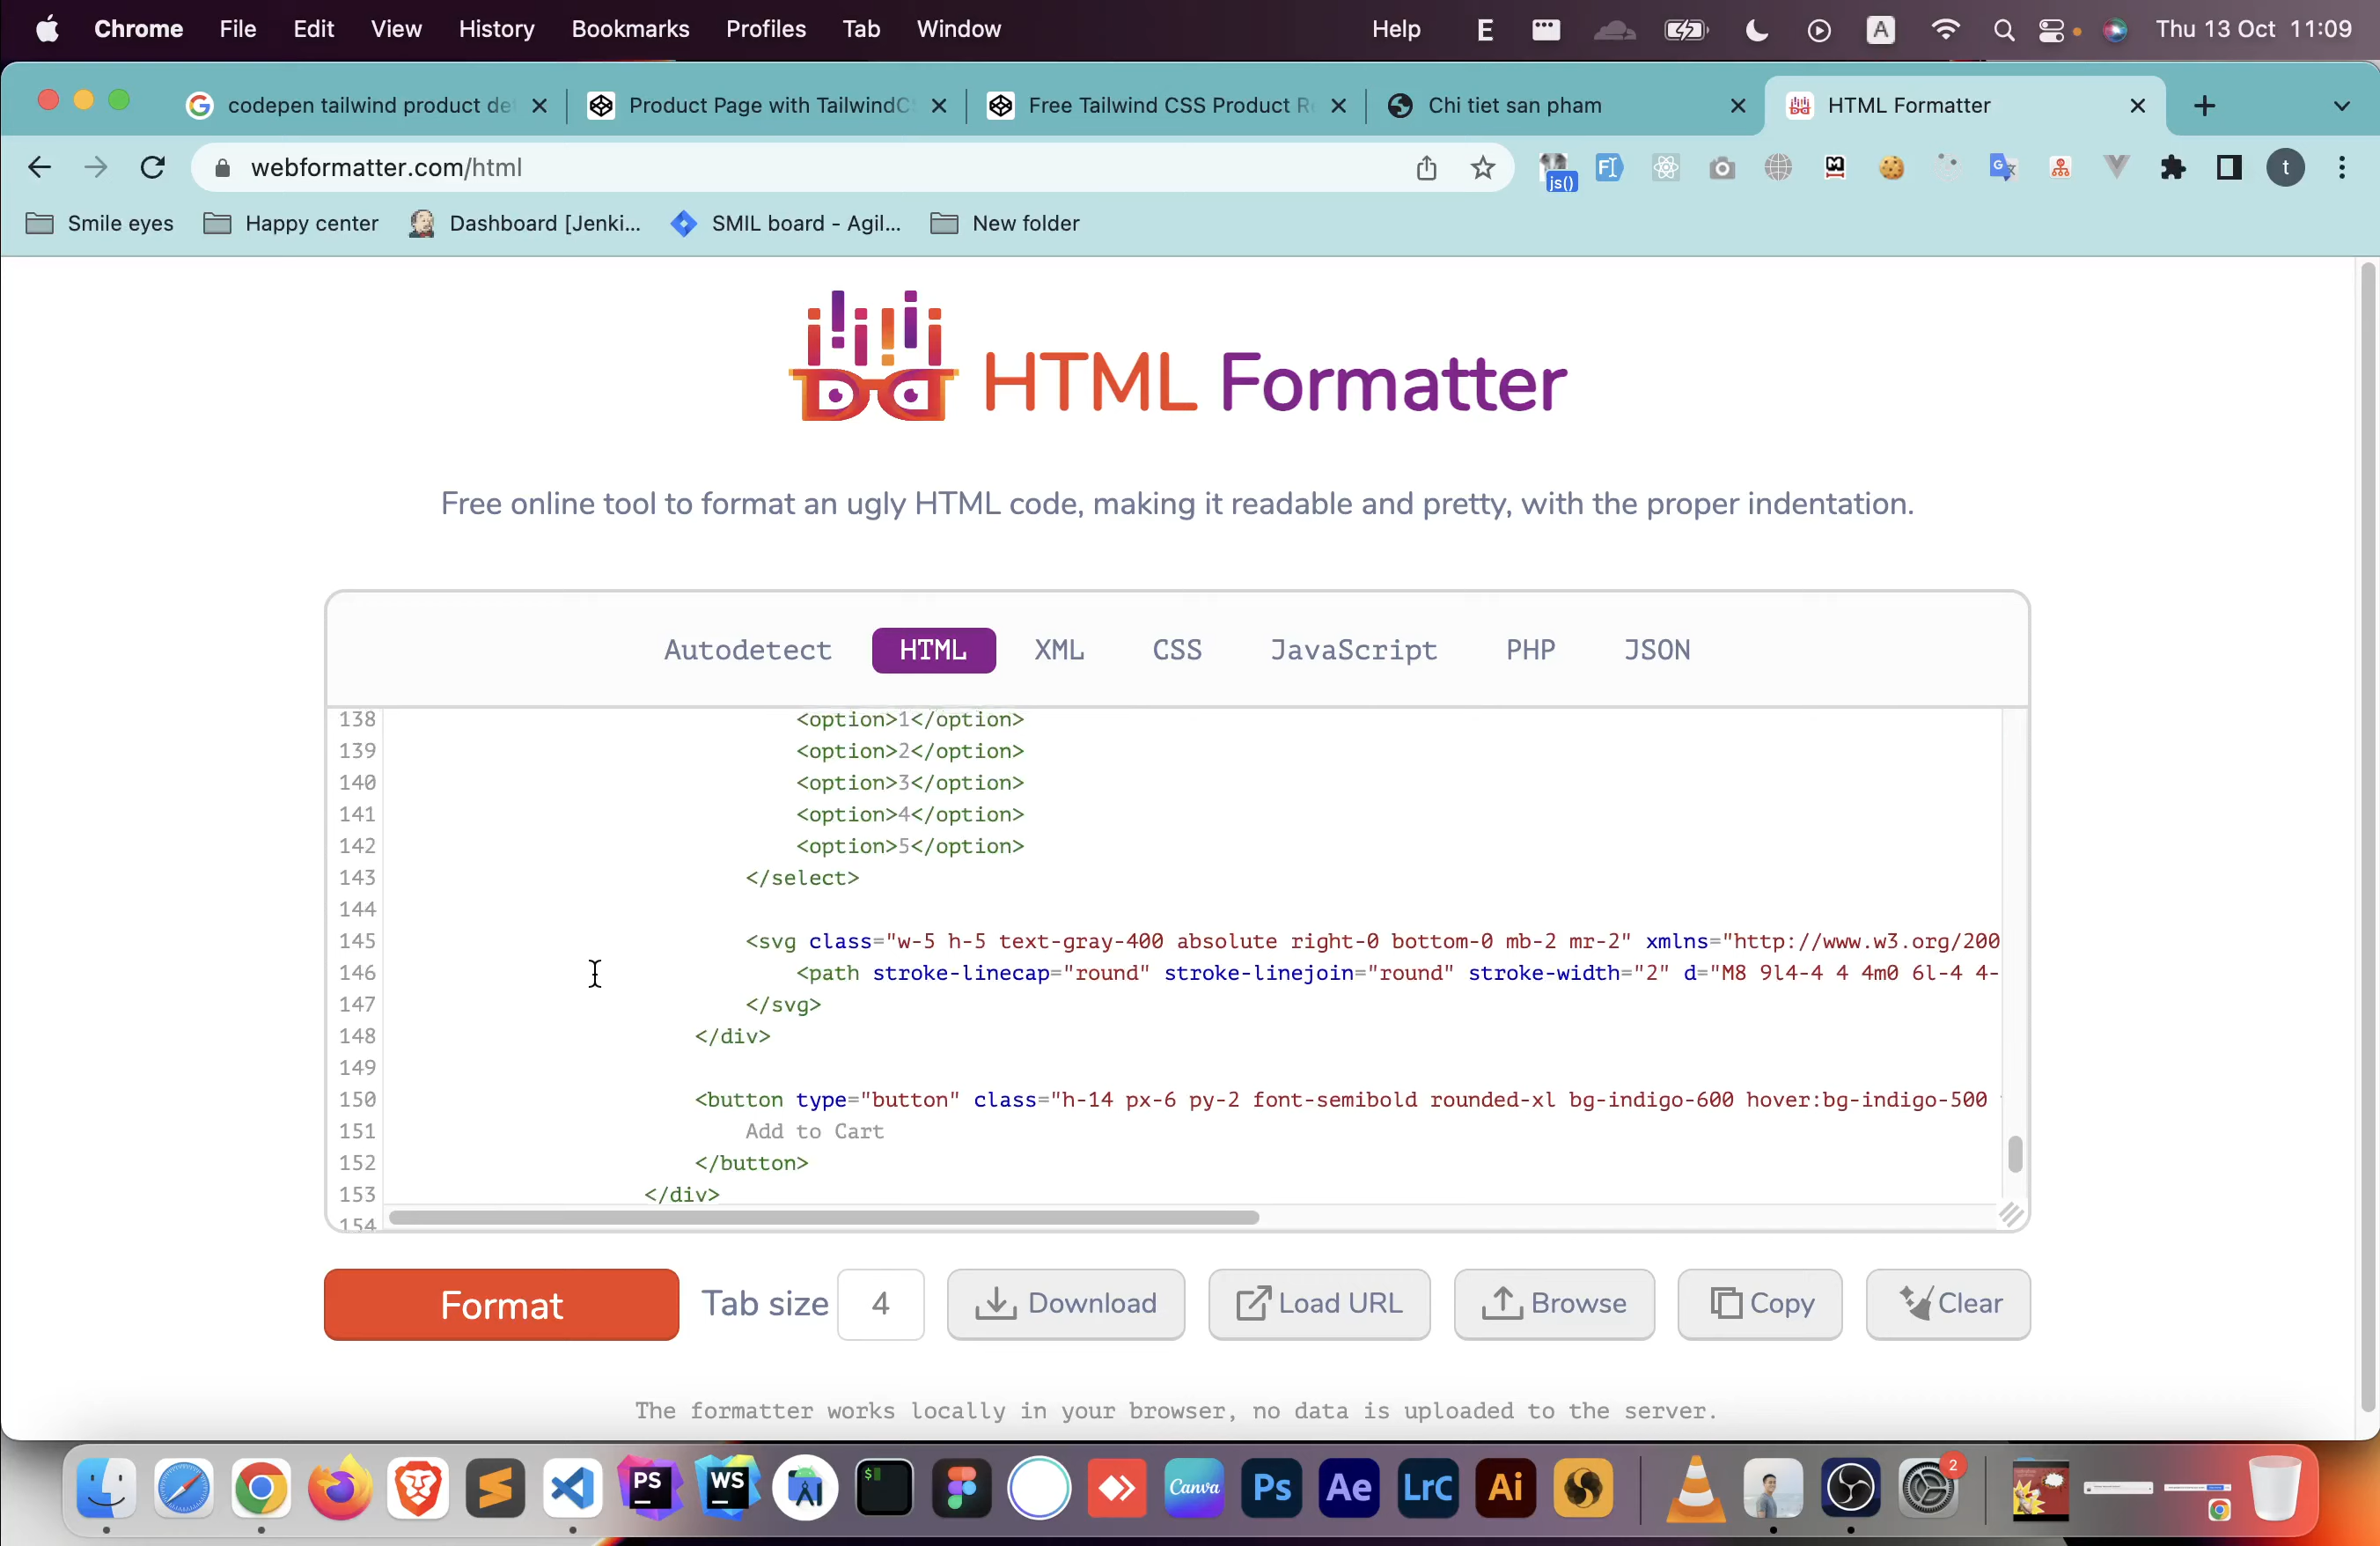 Chrome File Edit View History Bookmarks Profiles Tab Window Help E A Thu 13 Oct 11:09
codepen tailwind product de
Product Page with TailwindC
Free Tailwind CSS Product R
Chi tiet san pham
HTML Formatter
webformatter.com/html
js()
t
Smile eyes
Happy center
Dashboard [Jenki...
SMIL board - Agil...
New folder
HTML Formatter
Free online tool to format an ugly HTML code, making it readable and pretty, with the proper indentation.
Autodetect HTML XML CSS JavaScript PHP JSON
138 <option>1</option>
139 <option>2</option>
140 <option>3</option>
141 <option>4</option>
142 <option>5</option>
143 </select>
144
145 <svg class="w-5 h-5 text-gray-400 absolute right-0 bottom-0 mb-2 mr-2" xmlns="http://www.w3.org/200
146 <path stroke-linecap="round" stroke-linejoin="round" stroke-width="2" d="M8 9l4-4 4 4m0 6l-4 4-
147 </svg>
148 </div>
149
150 <button type="button" class="h-14 px-6 py-2 font-semibold rounded-xl bg-indigo-600 hover:bg-indigo-500
151 Add to Cart
152 </button>
153 </div>
154
Format Tab size 4 Download Load URL Browse Copy Clear
The formatter works locally in your browser, no data is uploaded to the server.
PS WS $ Canva Ps Ae LrC Ai 2